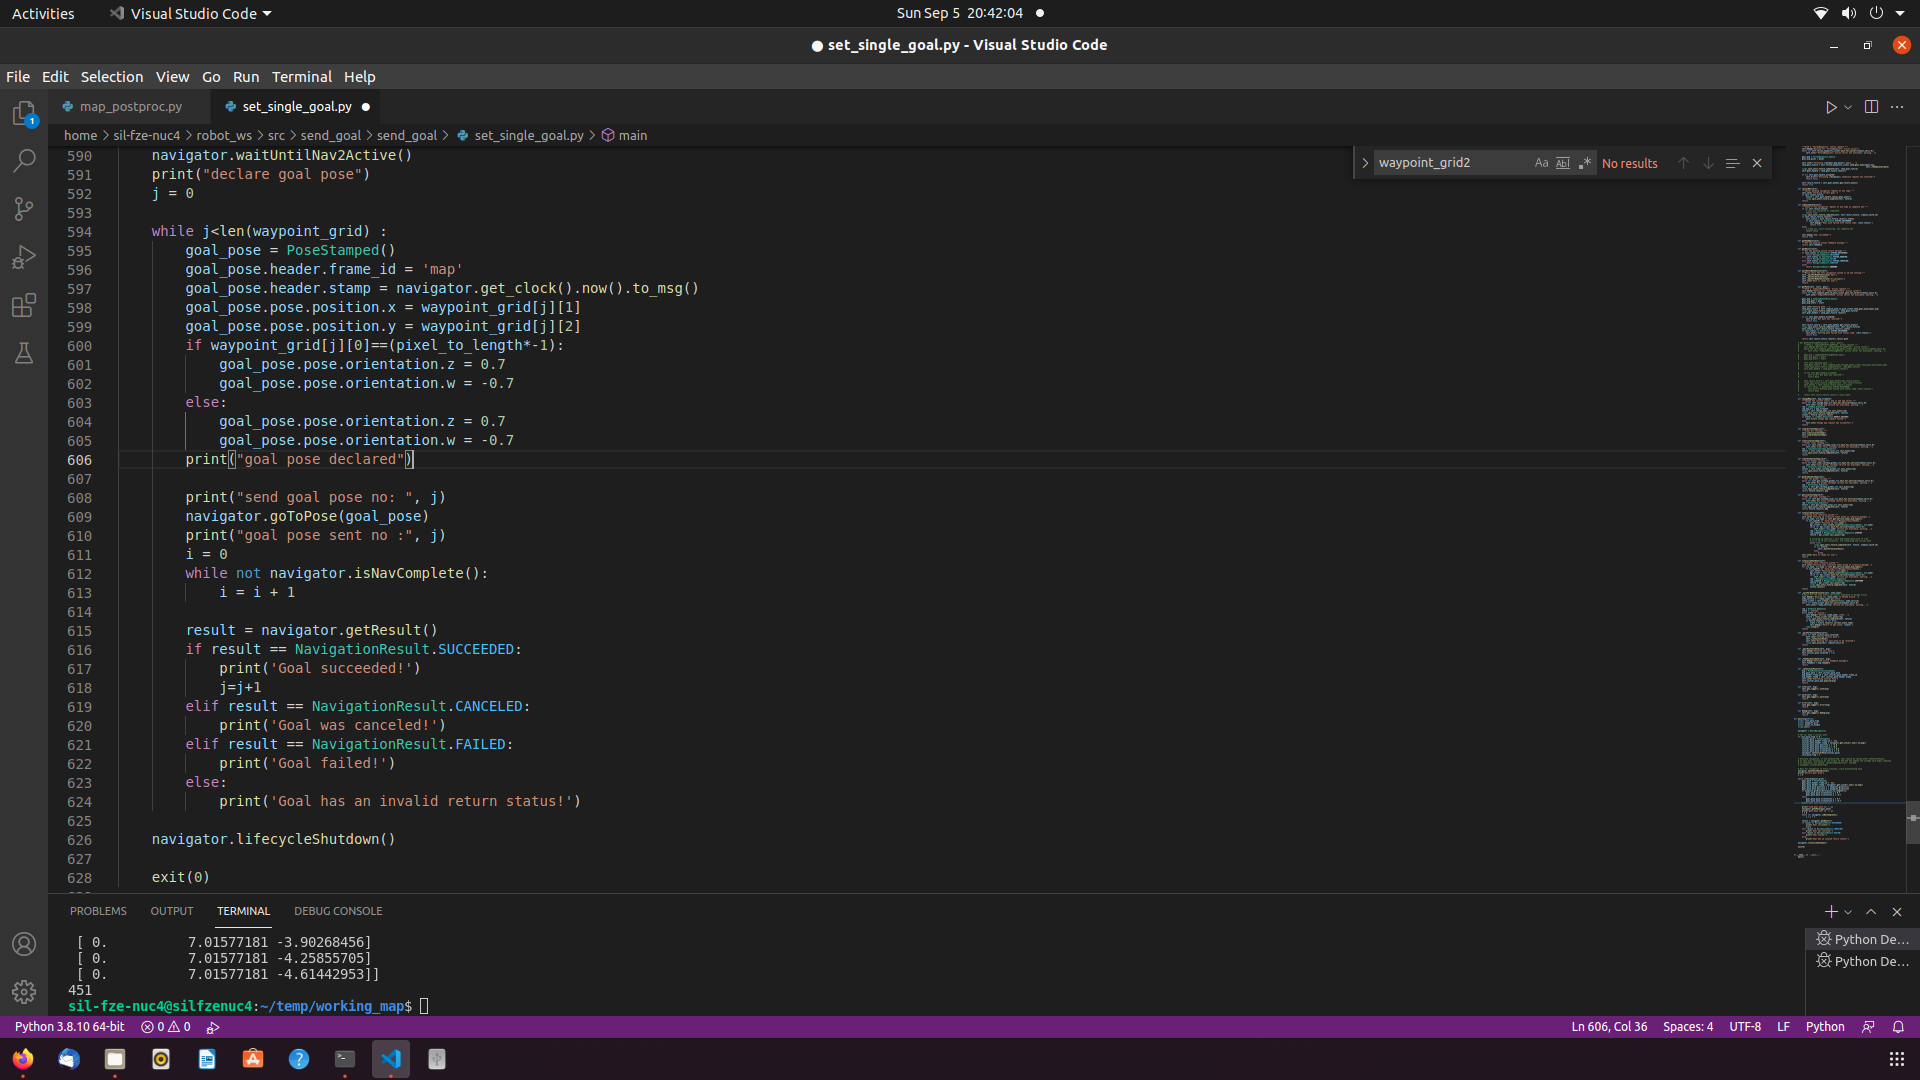 Activities
Visual Studio Code
Sun Sep 5 20:42:04
● set_single_goal.py - Visual Studio Code
File Edit Selection View Go Run Terminal Help
map_postproc.py
set_single_goal.py
home > sil-fze-nuc4 > robot_ws > src > send_goal > send_goal > set_single_goal.py > main
waypoint_grid2
Aa
Abl
No results
1
590 navigator.waitUntilNav2Active()
591 print("declare goal pose")
592 j = 0
593
594 while j<len(waypoint_grid) :
595 goal_pose = PoseStamped()
596 goal_pose.header.frame_id = 'map'
597 goal_pose.header.stamp = navigator.get_clock().now().to_msg()
598 goal_pose.pose.position.x = waypoint_grid[j][1]
599 goal_pose.pose.position.y = waypoint_grid[j][2]
600 if waypoint_grid[j][0]==(pixel_to_length*-1):
601 goal_pose.pose.orientation.z = 0.7
602 goal_pose.pose.orientation.w = -0.7
603 else:
604 goal_pose.pose.orientation.z = 0.7
605 goal_pose.pose.orientation.w = -0.7
606 print("goal pose declared")
607
608 print("send goal pose no: ", j)
609 navigator.goToPose(goal_pose)
610 print("goal pose sent no :", j)
611 i = 0
612 while not navigator.isNavComplete():
613 i = i + 1
614
615 result = navigator.getResult()
616 if result == NavigationResult.SUCCEEDED:
617 print('Goal succeeded!')
618 j=j+1
619 elif result == NavigationResult.CANCELED:
620 print('Goal was canceled!')
621 elif result == NavigationResult.FAILED:
622 print('Goal failed!')
623 else:
624 print('Goal has an invalid return status!')
625
626 navigator.lifecycleShutdown()
627
628 exit(0)
PROBLEMS OUTPUT TERMINAL DEBUG CONSOLE
[ 0. 7.01577181 -3.90268456]
[ 0. 7.01577181 -4.25855705]
[ 0. 7.01577181 -4.61442953]]
451
sil-fze-nuc4@silfzenuc4:~/temp/working_map$
Python De...
Python De...
Python 3.8.10 64-bit
0
0
Ln 606, Col 36
Spaces: 4
UTF-8
LF
Python